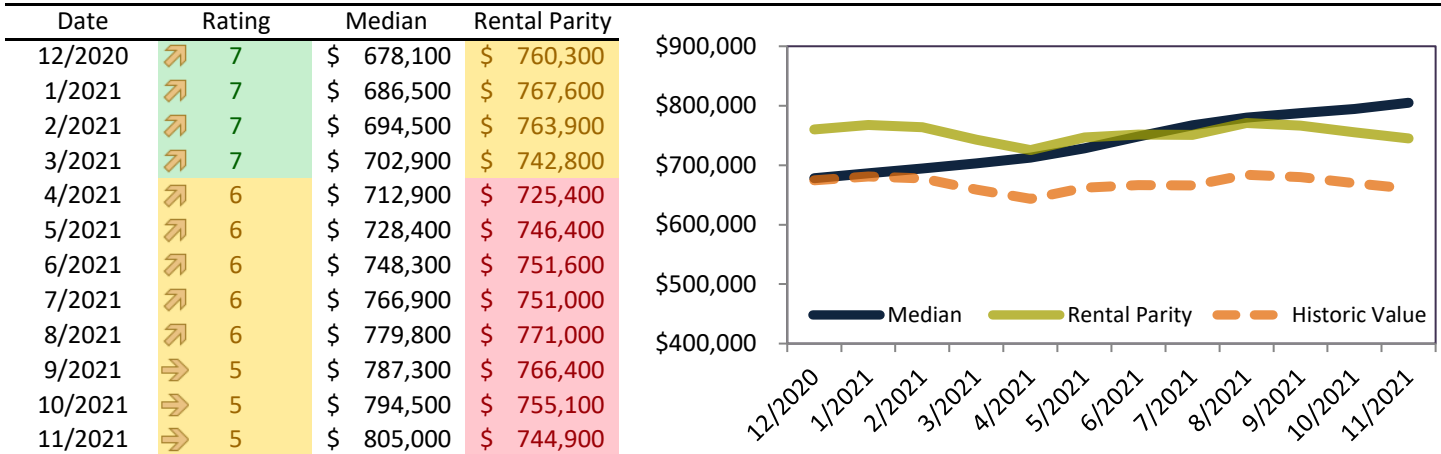 Date Rating Median Rental Parity
12/2020 7 $ 678,100 $ 760,300
1/2021 7 $ 686,500 $ 767,600
2/2021 7 $ 694,500 $ 763,900
3/2021 7 $ 702,900 $ 742,800
4/2021 6 $ 712,900 $ 725,400
5/2021 6 $ 728,400 $ 746,400
6/2021 6 $ 748,300 $ 751,600
7/2021 6 $ 766,900 $ 751,000
8/2021 6 $ 779,800 $ 771,000
9/2021 5 $ 787,300 $ 766,400
10/2021 5 $ 794,500 $ 755,100
11/2021 5 $ 805,000 $ 744,900
$900,000
$800,000
$700,000
$600,000
$500,000
$400,000
Median Rental Parity Historic Value
12/2020 1/2021 2/2021 3/2021 4/2021 5/2021 6/2021 7/2021 8/2021 9/2021 10/2021 11/2021